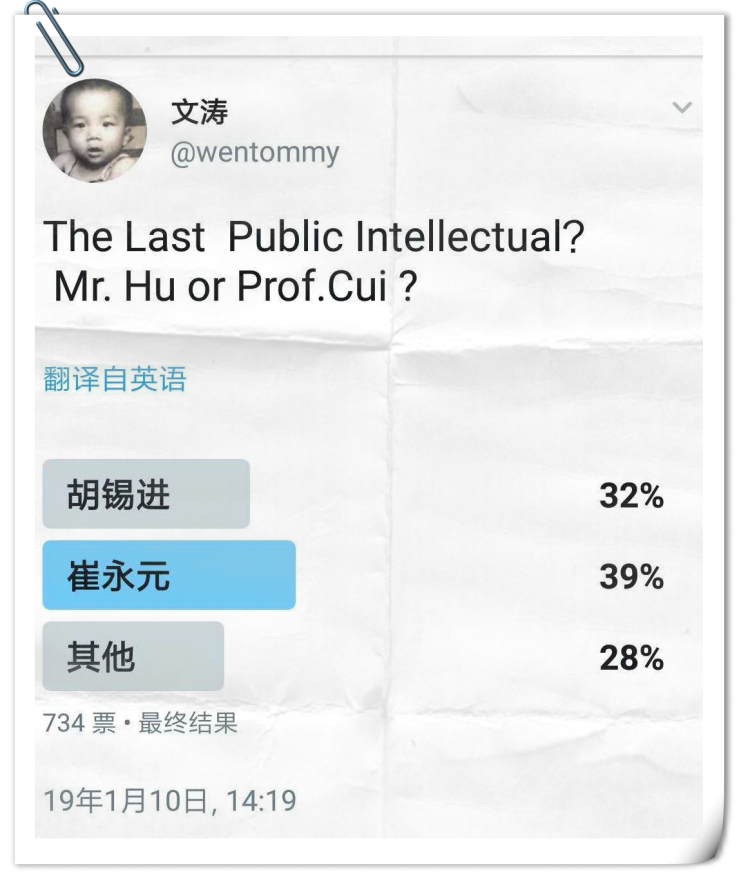 文涛
@wentommy
The Last  Public Intellectual?
Mr. Hu or Prof.Cui ?
翻译自英语
胡锡进 32%
崔永元 39%
其他 28%
734 票 • 最终结果
19年1月10日, 14:19